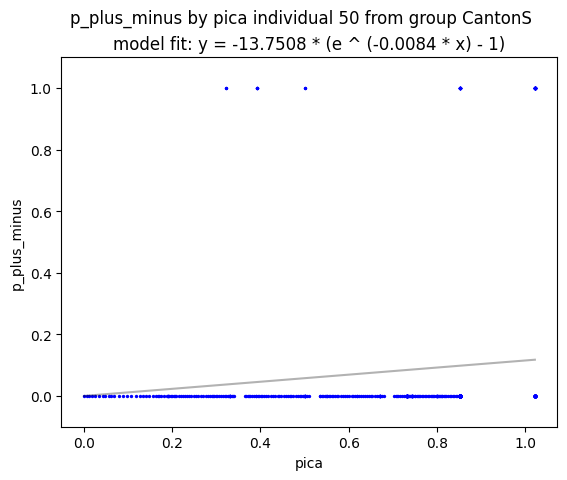 p_plus_minus by pica individual 50 from group CantonS
model fit: y = -13.7508 * (e ^ (-0.0084 * x) - 1)
1.0
0.8
0.6
0.4
0.2
0.0
p_plus_minus
0.0 0.2 0.4 0.6 0.8 1.0
pica